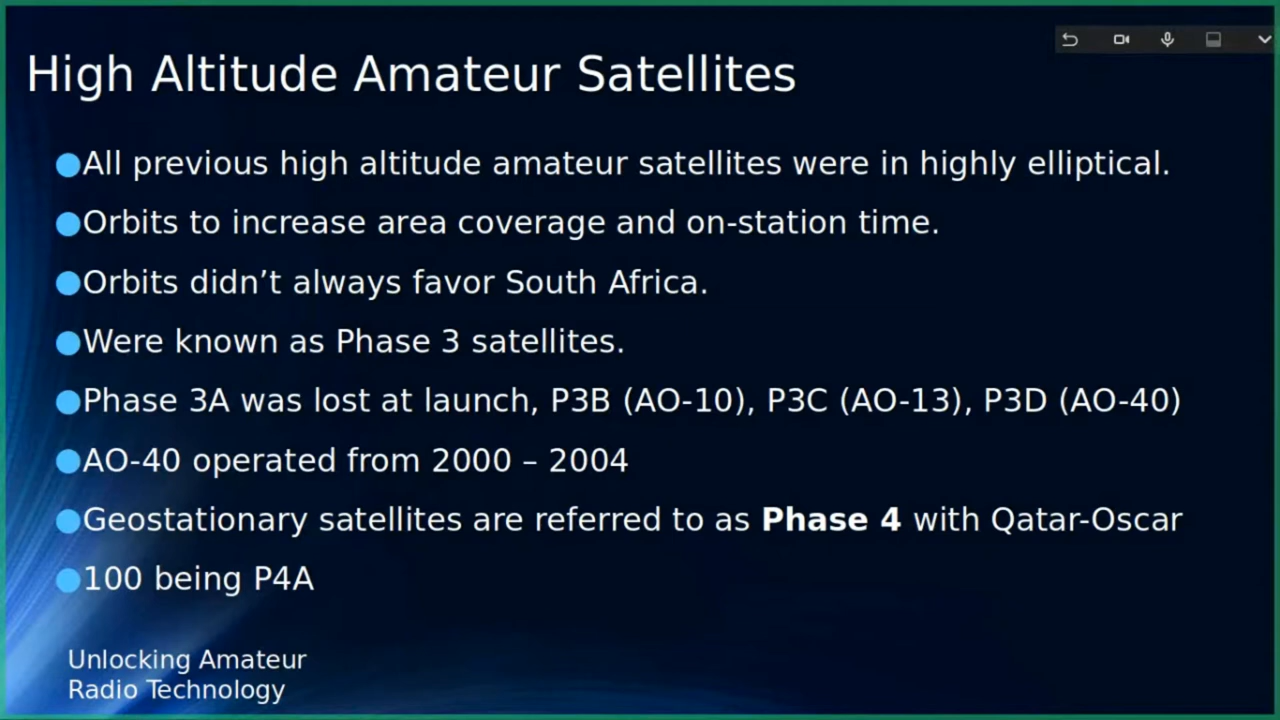 High Altitude Amateur Satellites
●All previous high altitude amateur satellites were in highly elliptical.
●Orbits to increase area coverage and on-station time.
●Orbits didn’t always favor South Africa.
●Were known as Phase 3 satellites.
●Phase 3A was lost at launch, P3B (AO-10), P3C (AO-13), P3D (AO-40)
●AO-40 operated from 2000 – 2004
●Geostationary satellites are referred to as Phase 4 with Qatar-Oscar
●100 being P4A
Unlocking Amateur
Radio Technology